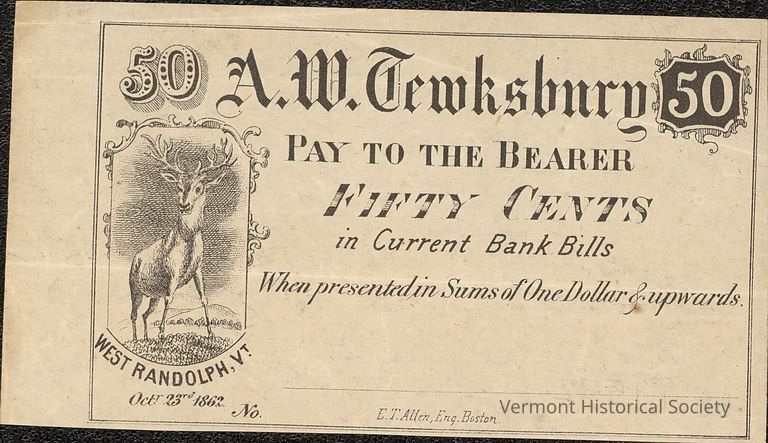 50 A.W. Tewksbury 50
PAY TO THE BEARER
FIFTY CENTS
in Current Bank Bills
When presented, in Sums of One Dollar & upwards.
WEST RANDOLPH, VT
Octr 23rd 1862
No.
E. T. Allen, Eng. Boston.
Vermont Historical Society